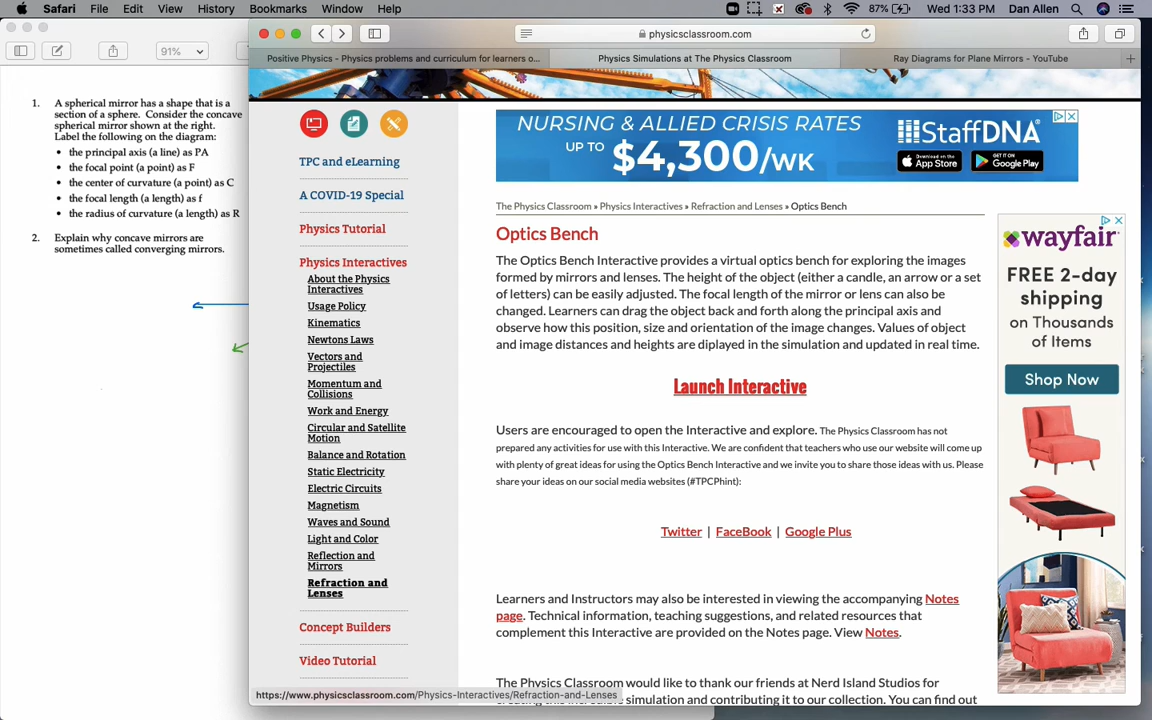 Safari File Edit View History Bookmarks Window Help 87% Wed 1:33 PM Dan Allen
91%
physicsclassroom.com
Positive Physics - Physics problems and curriculum for learners o...
Physics Simulations at The Physics Classroom
Ray Diagrams for Plane Mirrors - YouTube
1. A spherical mirror has a shape that is a
section of a sphere. Consider the concave
spherical mirror shown at the right.
Label the following on the diagram:
• the principal axis (a line) as PA
• the focal point (a point) as F
• the center of curvature (a point) as C
• the focal length (a length) as f
• the radius of curvature (a length) as R
2. Explain why concave mirrors are
sometimes called converging mirrors.
TPC and eLearning
A COVID-19 Special
Physics Tutorial
Physics Interactives
About the Physics
Interactives
Usage Policy
Kinematics
Newtons Laws
Vectors and
Projectiles
Momentum and
Collisions
Work and Energy
Circular and Satellite
Motion
Balance and Rotation
Static Electricity
Electric Circuits
Magnetism
Waves and Sound
Light and Color
Reflection and
Mirrors
Refraction and
Lenses
Concept Builders
Video Tutorial
https://www.physicsclassroom.com/Physics-Interactives/Refraction-and-Lenses
NURSING & ALLIED CRISIS RATES
UP TO $4,300/WK
StaffDNA
Download on the App Store
GET IT ON Google Play
The Physics Classroom » Physics Interactives » Refraction and Lenses » Optics Bench
Optics Bench
The Optics Bench Interactive provides a virtual optics bench for exploring the images
formed by mirrors and lenses. The height of the object (either a candle, an arrow or a set
of letters) can be easily adjusted. The focal length of the mirror or lens can also be
changed. Learners can drag the object back and forth along the principal axis and
observe how this position, size and orientation of the image changes. Values of object
and image distances and heights are diplayed in the simulation and updated in real time.
Launch Interactive
Users are encouraged to open the Interactive and explore. The Physics Classroom has not
prepared any activities for use with this Interactive. We are confident that teachers who use our website will come up
with plenty of great ideas for using the Optics Bench Interactive and we invite you to share those ideas with us. Please
share your ideas on our social media websites (#TPCPhint):
Twitter | FaceBook | Google Plus
Learners and Instructors may also be interested in viewing the accompanying Notes
page. Technical information, teaching suggestions, and related resources that
complement this Interactive are provided on the Notes page. View Notes.
The Physics Classroom would like to thank our friends at Nerd Island Studios for
creating this incredible simulation and contributing it to our collection. You can find out
wayfair
FREE 2-day
shipping
on Thousands
of Items
Shop Now